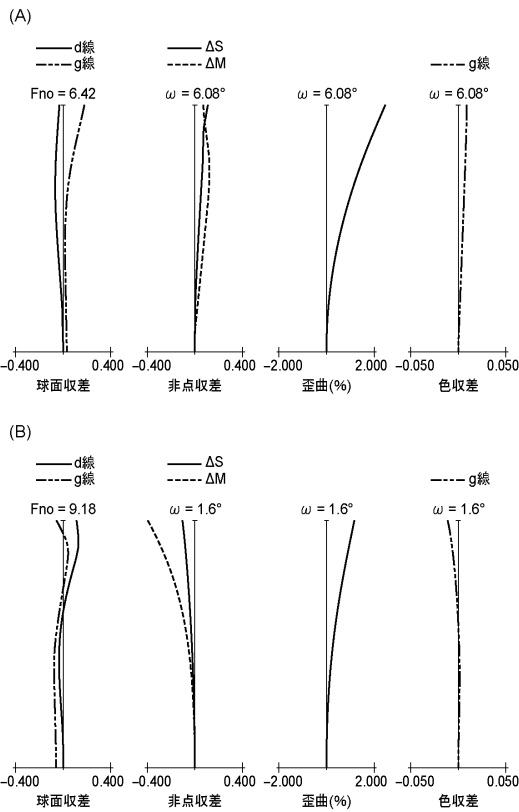 (A)
d線 ΔS
g線 ΔM g線
Fno = 6.42 ω = 6.08° ω = 6.08° ω = 6.08°
−0.400 0.400 −0.400 0.400 −2.000 2.000 −0.050 0.050
球面収差 非点収差 歪曲(%) 色収差
(B)
d線 ΔS
g線 ΔM g線
Fno = 9.18 ω = 1.6° ω = 1.6° ω = 1.6°
−0.400 0.400 −0.400 0.400 −2.000 2.000 −0.050 0.050
球面収差 非点収差 歪曲(%) 色収差